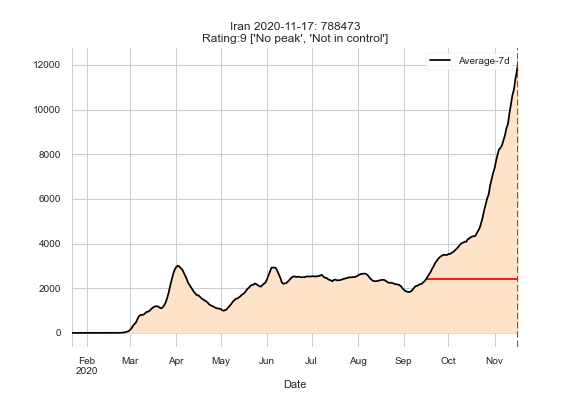 Iran 2020-11-17: 788473
Rating:9 ['No peak', 'Not in control']
Average-7d
12000
10000
8000
6000
4000
2000
0
Feb Mar Apr May Jun Jul Aug Sep Oct Nov
2020
Date